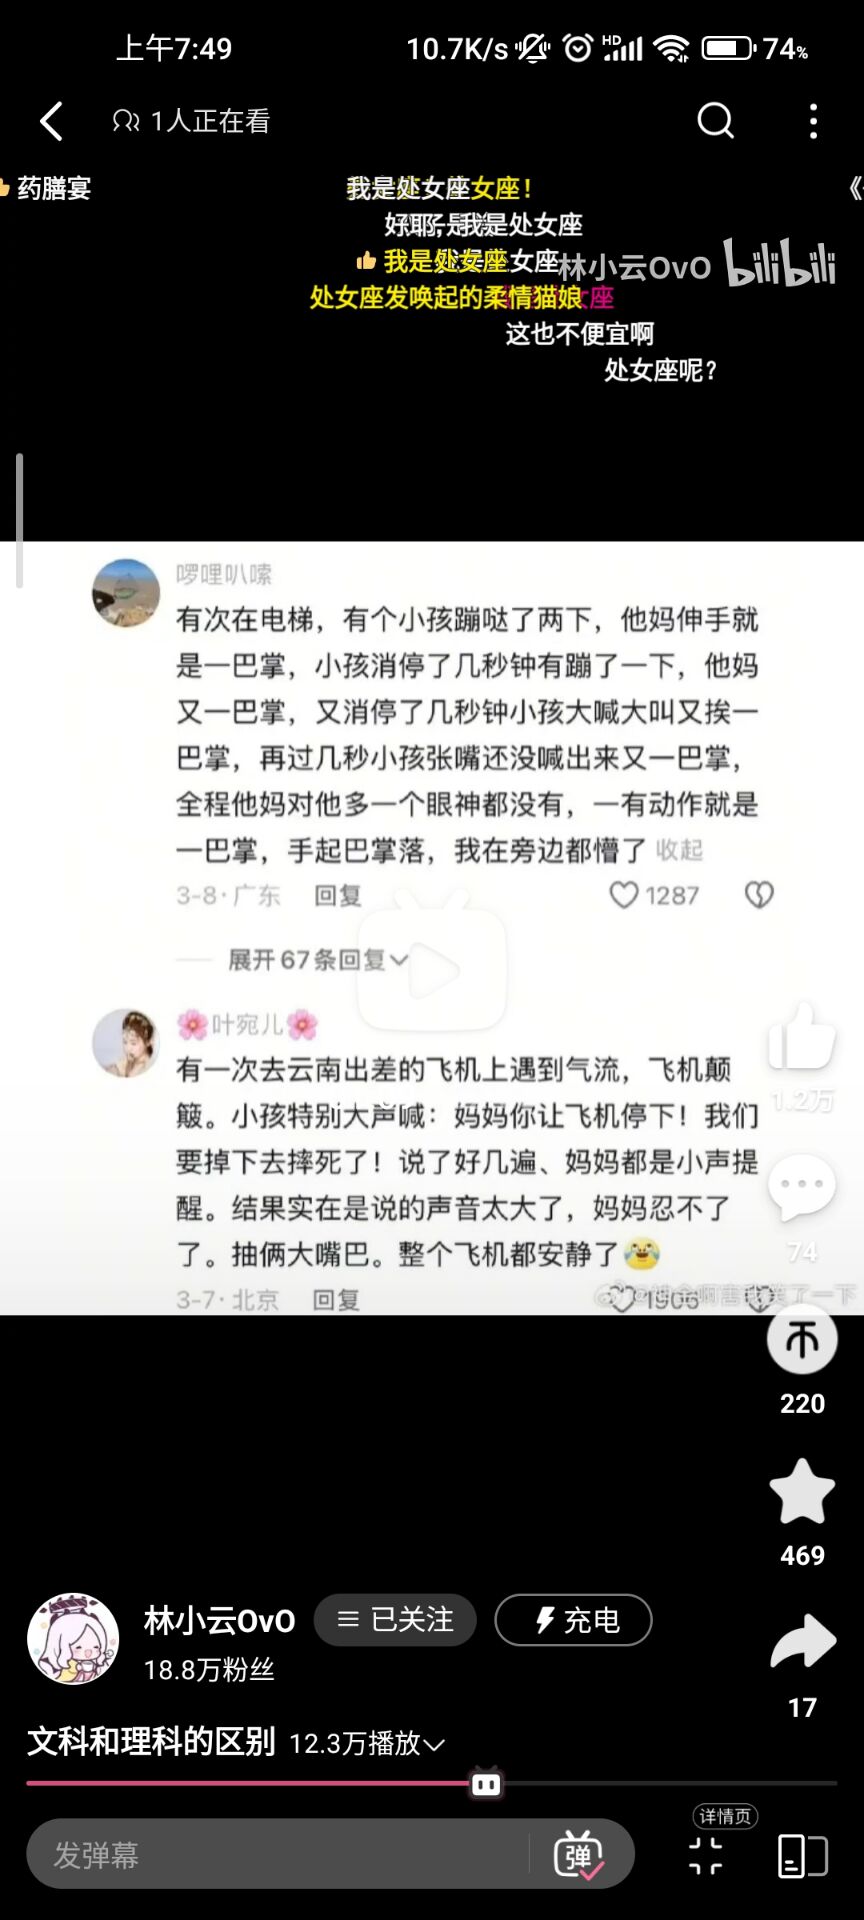 上午7:49 10.7K/s HD 74%
1人正在看
药膳宴
我是处女座
女座！
我是处女座
我是处女座
女座
林小云OvO bilibili
处女座发唤起的柔情猫娘
座
这也不便宜啊
处女座呢？
啰哩叭嗦
有次在电梯，有个小孩蹦哒了两下，他妈伸手就
是一巴掌，小孩消停了几秒钟有蹦了一下，他妈
又一巴掌，又消停了几秒钟小孩大喊大叫又挨一
巴掌，再过几秒小孩张嘴还没喊出来又一巴掌，
全程他妈对他多一个眼神都没有，一有动作就是
一巴掌，手起巴掌落，我在旁边都懵了 收起
3-8·广东 回复 1287
展开67条回复
🌸叶宛儿🌸
有一次去云南出差的飞机上遇到气流，飞机颠
簸。小孩特别大声喊：妈妈你让飞机停下！我们
要掉下去摔死了！说了好几遍、妈妈都是小声提
醒。结果实在是说的声音太大了，妈妈忍不了
了。抽俩大嘴巴。整个飞机都安静了😹
3-7·北京 回复 1906
1.2万
74
220
469
林小云OvO 已关注 充电
18.8万粉丝
17
文科和理科的区别 12.3万播放
详情页
发弹幕 弹